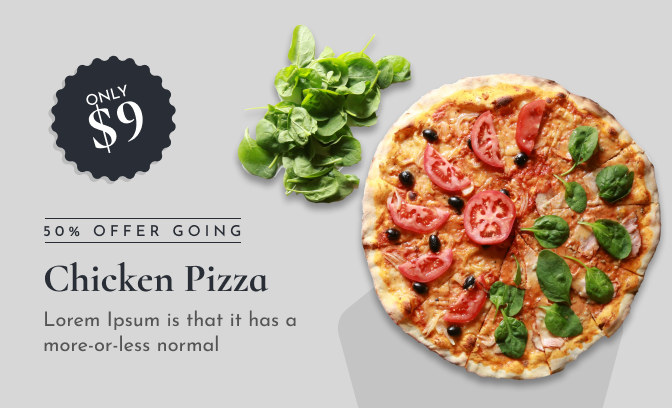 ONLY
$9
50% OFFER GOING
Chicken Pizza
Lorem Ipsum is that it has a
more-or-less normal